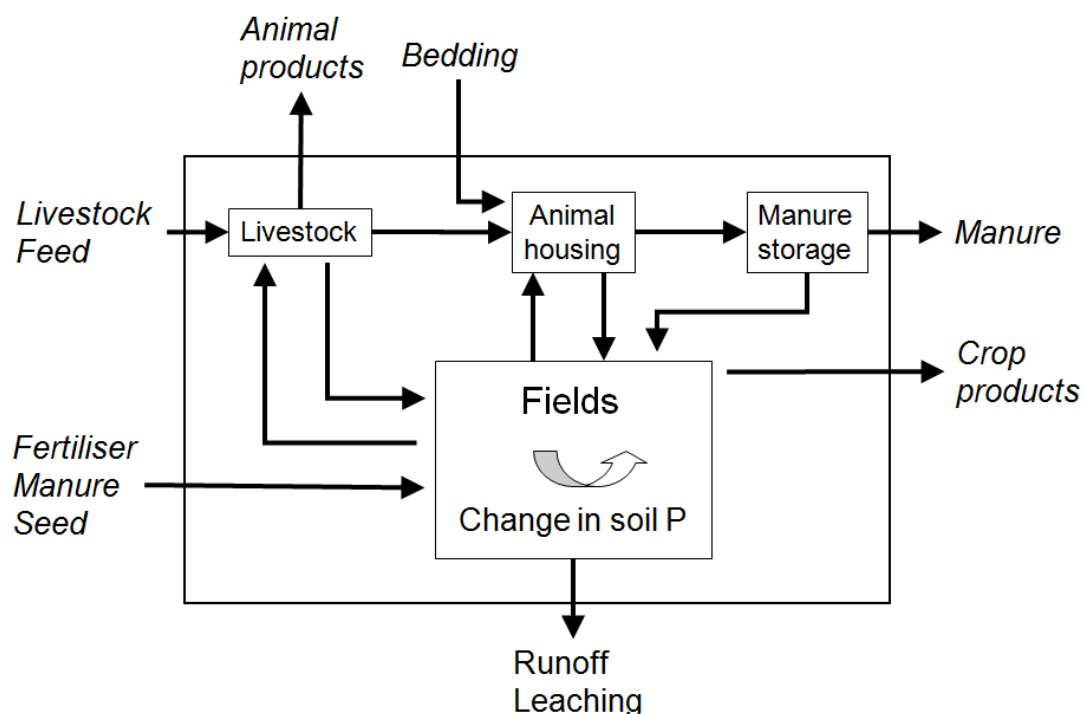 Animal
products
Bedding
Livestock
Feed
Livestock
Animal
housing
Manure
storage
Manure
Crop
products
Fields
Change in soil P
Fertiliser
Manure
Seed
Runoff
Leaching